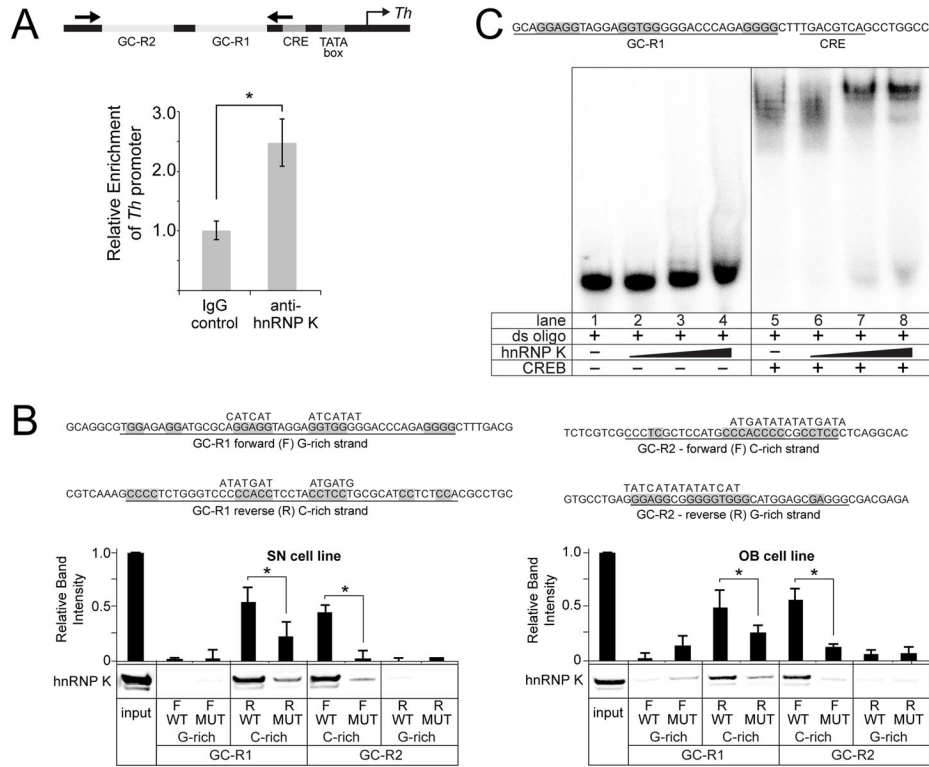 A
Th
GC-R2 GC-R1 CRE TATA box
*
Relative Enrichment of Th promoter
3.0
2.0
1.0
IgG control
anti-hnRNP K
C
GCAGGAGGTAGGAGGTGGGGGACCCAGAGGGGCTTTGACGTCAGCCTGGCC
GC-R1 CRE
lane 1 2 3 4 5 6 7 8
ds oligo + + + + + + + +
hnRNP K – –
CREB – – – – + + + +
B
CATCAT ATCATAT
GCAGGCGTGGAGAGGATGCGCAGGAGGTAGGAGGTGGGGGACCCAGAGGGGCTTTGACG
GC-R1 forward (F) G-rich strand
ATATGAT ATGATG
CGTCAAAGCCCCTCTGGGTCCCCCACCTCCTACCTCCTGCGCATCCTCTCCACGCCTGC
GC-R1 reverse (R) C-rich strand
ATGATATATATGATA
TCTCGTCGCCCTCGCTCCATGCCCACCCCCGCCTCCCTCAGGCAC
GC-R2 - forward (F) C-rich strand
TATCATATATATCAT
GTGCCTGAGGGAGGCGGGGGTGGGCATGGAGCGAGGGCGACGAGA
GC-R2 - reverse (R) G-rich strand
SN cell line
Relative Band Intensity
1.0
0.5
0
* *
hnRNP K
input F WT F MUT R WT R MUT F WT F MUT R WT R MUT
G-rich C-rich C-rich G-rich
GC-R1 GC-R2
OB cell line
Relative Band Intensity
1.0
0.5
0
* *
hnRNP K
input F WT F MUT R WT R MUT F WT F MUT R WT R MUT
G-rich C-rich C-rich G-rich
GC-R1 GC-R2